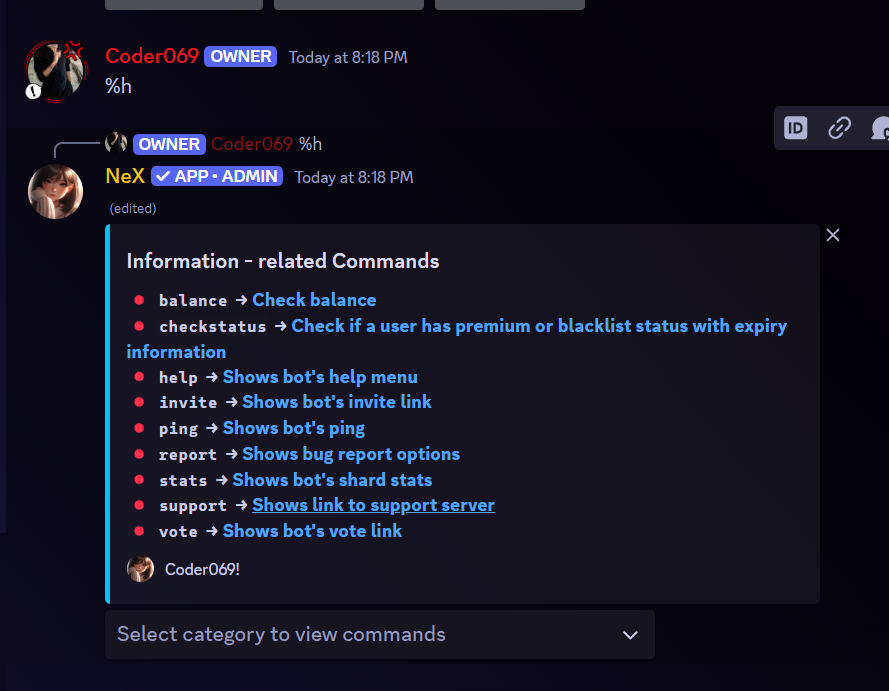 Coder069 OWNER Today at 8:18 PM
%h
ID
OWNER Coder069 %h
NeX ✓ APP • ADMIN Today at 8:18 PM
(edited)
Information - related Commands
balance → Check balance
checkstatus → Check if a user has premium or blacklist status with expiry
information
help → Shows bot's help menu
invite → Shows bot's invite link
ping → Shows bot's ping
report → Shows bug report options
stats → Shows bot's shard stats
support → Shows link to support server
vote → Shows bot's vote link
Coder069!
Select category to view commands